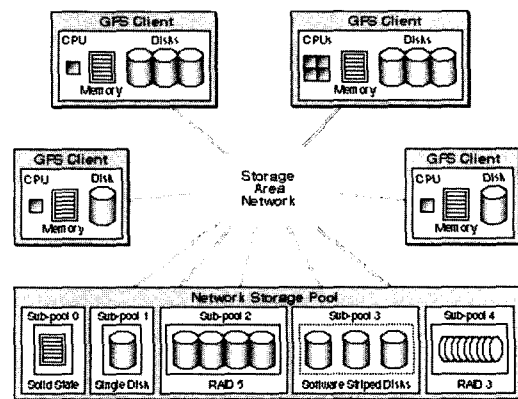 GFS Client
CPU Disks
Memory
GFS Client
CPUs Disks
Memory
GFS Client
CPU Disk
Memory
Storage
Area
Network
GFS Client
CPU Disk
Memory
Network Storage Pool
Sub-pool 0 Sub-pool 1 Sub-pool 2 Sub-pool 3 Sub-pool 4
Solid State Single Disk RAID 5 Software Striped Disks RAID 3